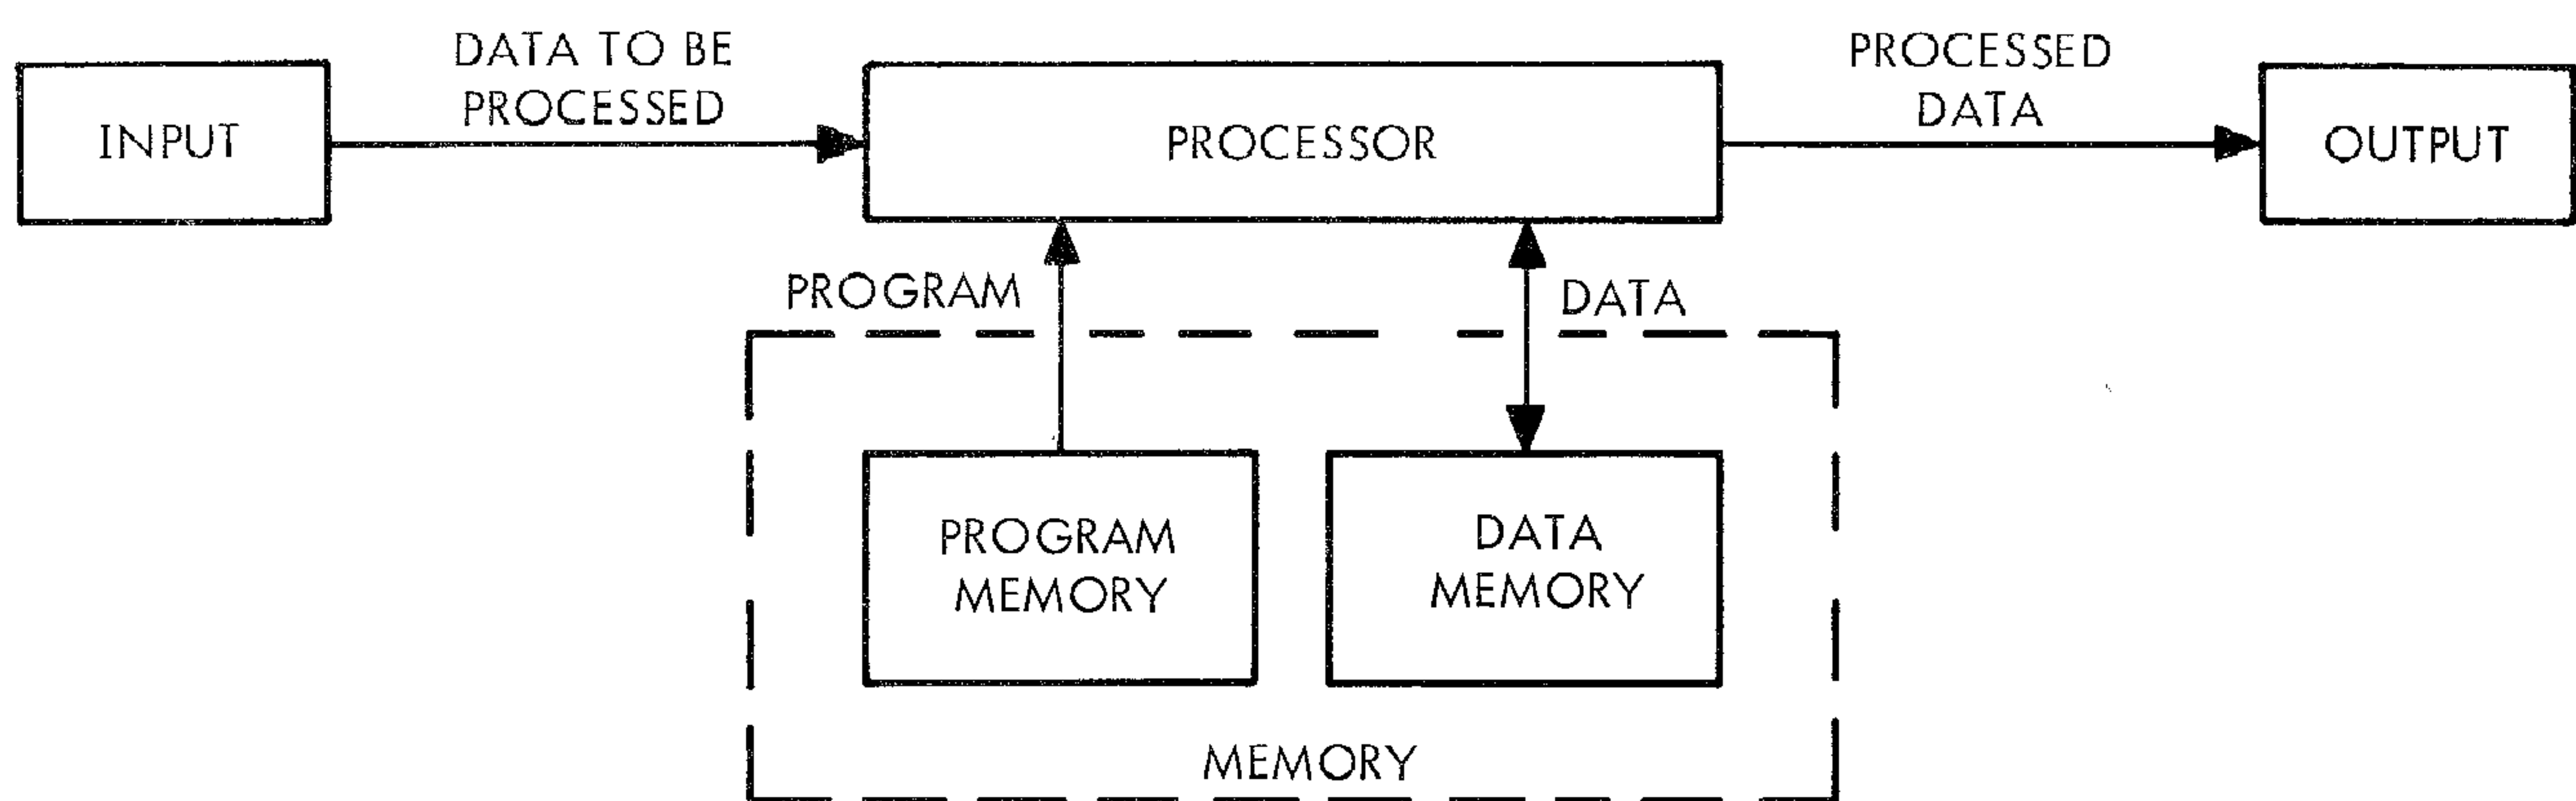 DATA TO BE
PROCESSED
PROCESSED
DATA
INPUT
PROCESSOR
OUTPUT
PROGRAM
DATA
PROGRAM
MEMORY
DATA
MEMORY
MEMORY